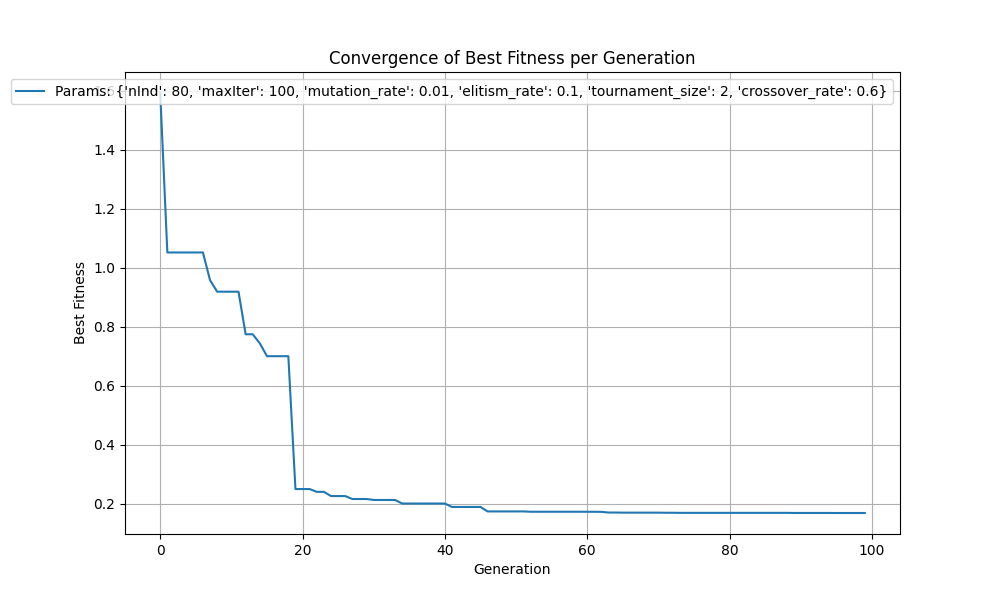 Convergence of Best Fitness per Generation
Params: {'nInd': 80, 'maxIter': 100, 'mutation_rate': 0.01, 'elitism_rate': 0.1, 'tournament_size': 2, 'crossover_rate': 0.6}
1.4
1.2
1.0
0.8
0.6
0.4
0.2
Best Fitness
0 20 40 60 80 100
Generation